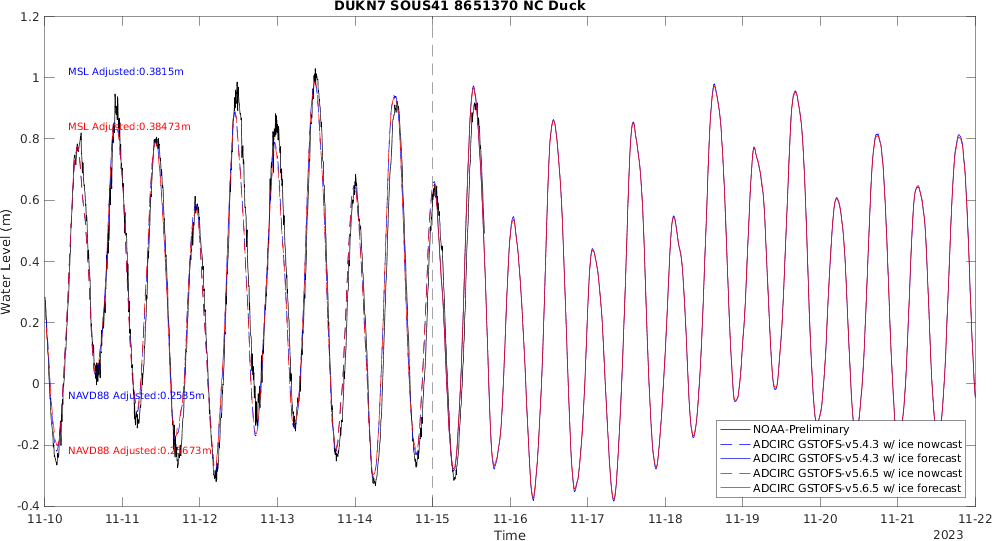 DUKN7 SOUS41 8651370 NC Duck
1.2
1
0.8
0.6
0.4
0.2
0
-0.2
-0.4
Water Level (m)
MSL Adjusted:0.3815m
MSL Adjusted:0.38473m
NAVD88 Adjusted:0.2535m
NAVD88
NOAA-Preliminary
ADCIRC GSTOFS-v5.4.3 w/ ice nowcast
ADCIRC GSTOFS-v5.4.3 w/ ice forecast
ADCIRC GSTOFS-v5.6.5 w/ ice nowcast
ADCIRC GSTOFS-v5.6.5 w/ ice forecast
11-10 11-11 11-12 11-13 11-14 11-15 11-16 11-17 11-18 11-19 11-20 11-21 11-22
Time
2023